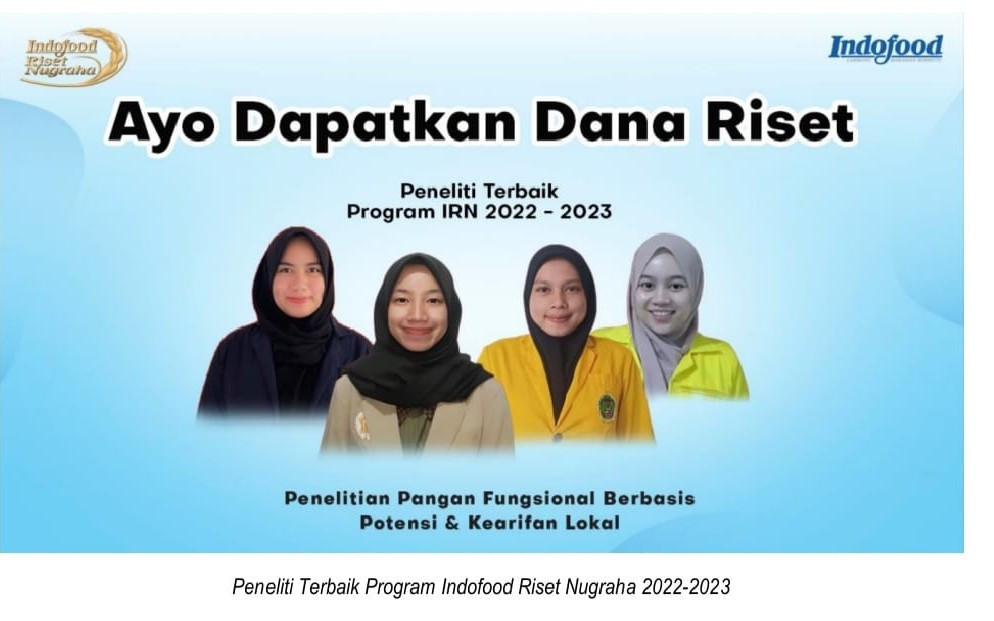 Indofood
Riset
Nugraha
Indofood
Ayo Dapatkan Dana Riset
Peneliti Terbaik
Program IRN 2022 - 2023
Penelitian Pangan Fungsional Berbasis
Potensi & Kearifan Lokal
Peneliti Terbaik Program Indofood Riset Nugraha 2022-2023